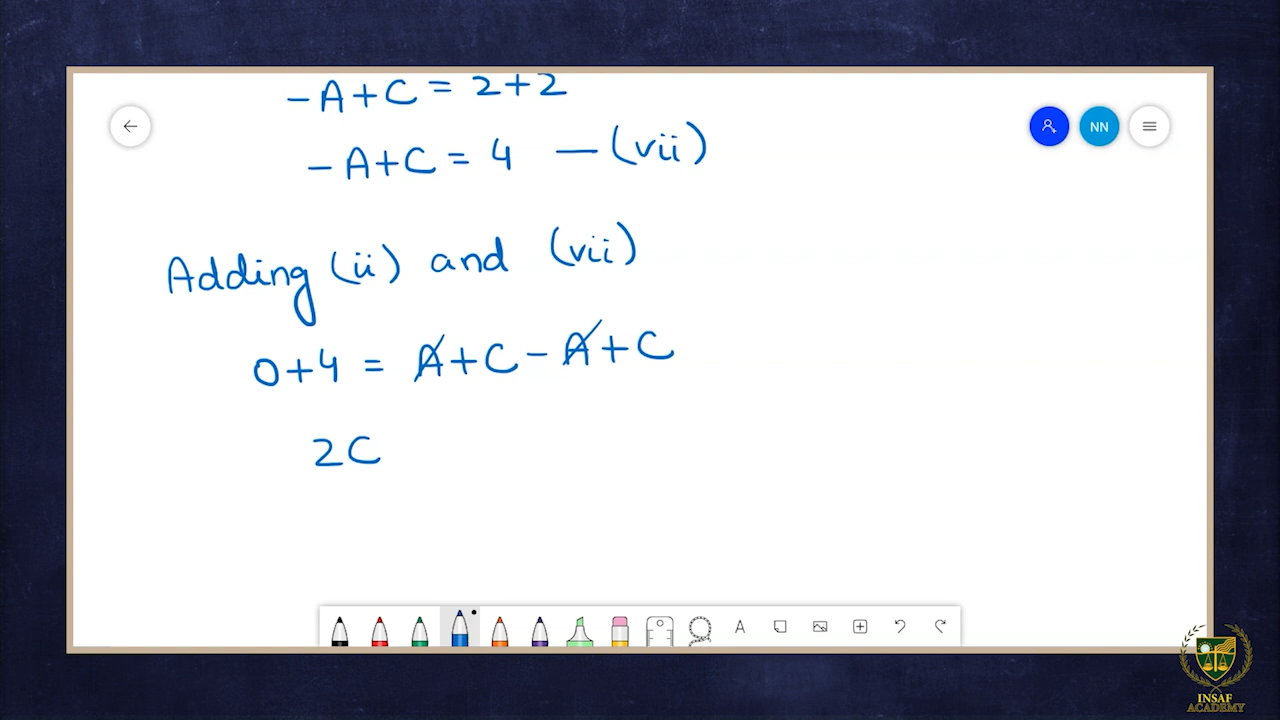 -A+C = 2+2
-A+C = 4 — (vii)
NN
Adding (ii) and (vii)
0+4 = A+C-A+C
2C
A
INSAF
ACADEMY